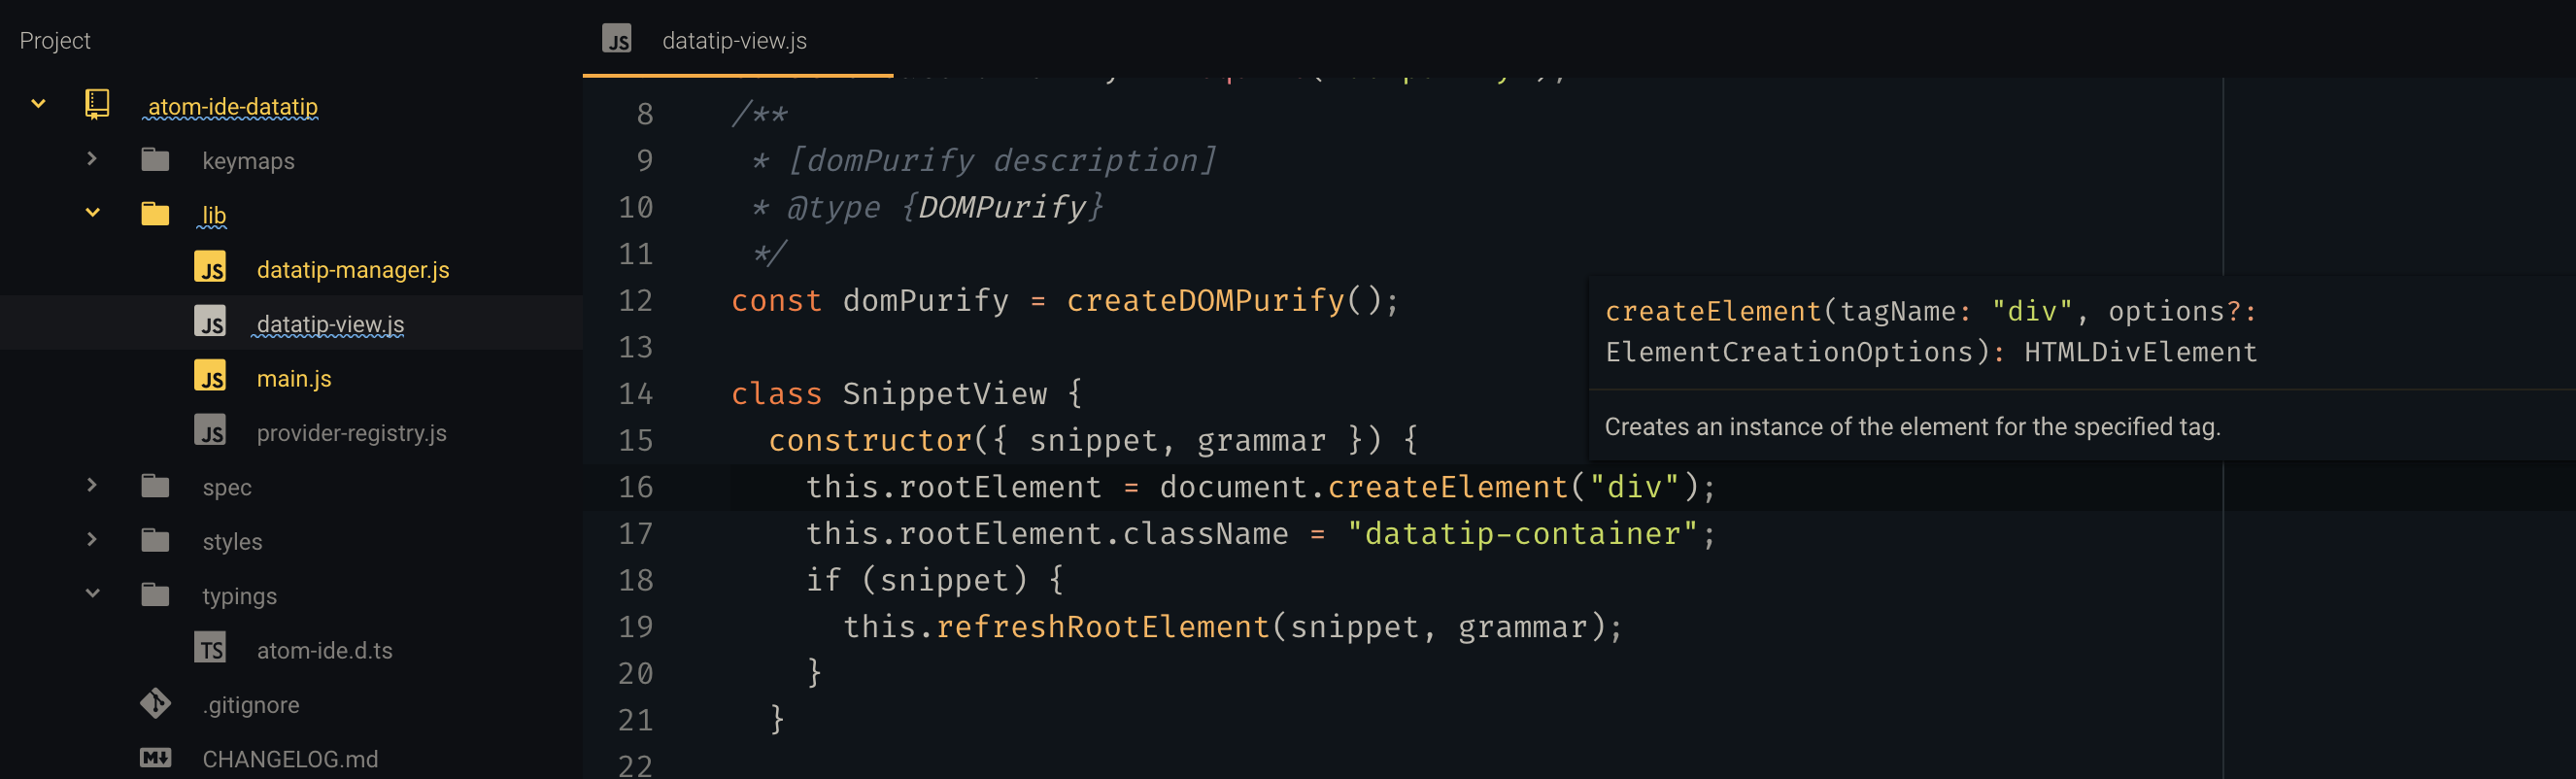 Project
atom-ide-datatip
keymaps
lib
JS datatip-manager.js
JS datatip-view.js
JS main.js
JS provider-registry.js
spec
styles
typings
TS atom-ide.d.ts
.gitignore
M CHANGELOG.md
JS datatip-view.js
8 /**
9 * [domPurify description]
10 * @type {DOMPurify}
11 */
12 const domPurify = createDOMPurify();
13
14 class SnippetView {
15 constructor({ snippet, grammar }) {
16 this.rootElement = document.createElement("div");
17 this.rootElement.className = "datatip-container";
18 if (snippet) {
19 this.refreshRootElement(snippet, grammar);
20 }
21 }
22
createElement(tagName: "div", options?:
ElementCreationOptions): HTMLDivElement
Creates an instance of the element for the specified tag.